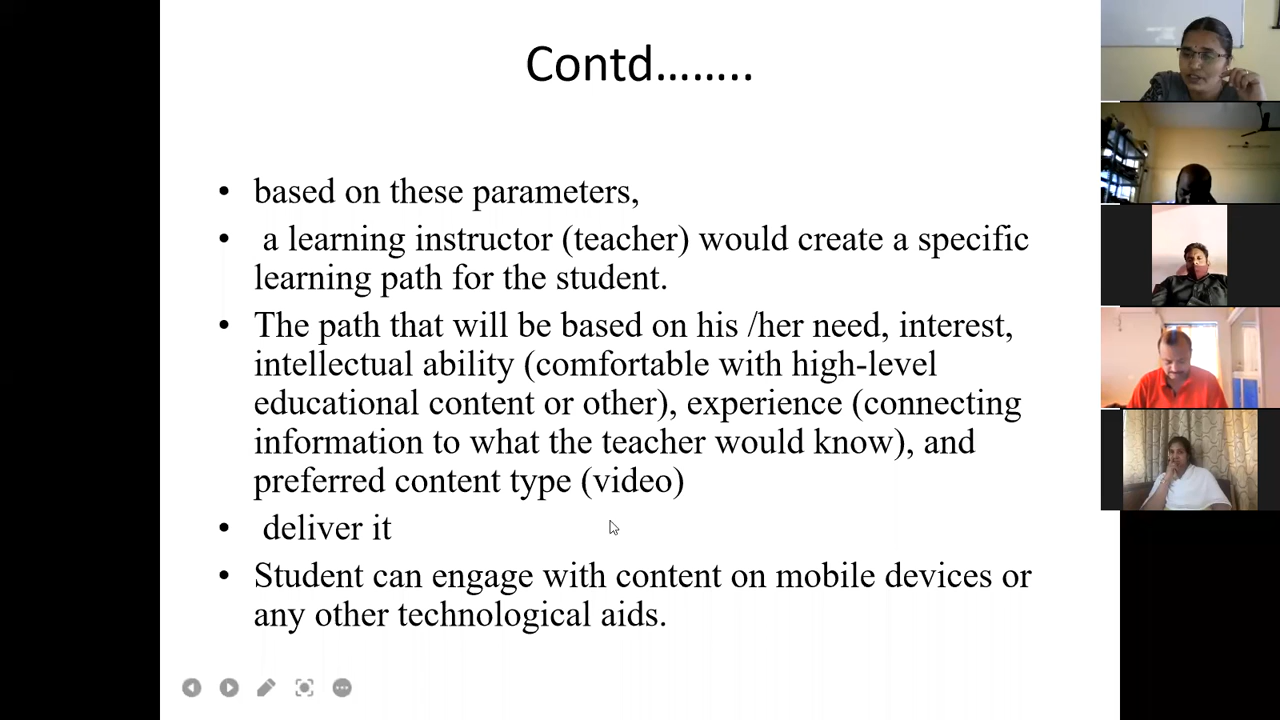 Contd……..
• based on these parameters,
• a learning instructor (teacher) would create a specific
learning path for the student.
• The path that will be based on his /her need, interest,
intellectual ability (comfortable with high-level
educational content or other), experience (connecting
information to what the teacher would know), and
preferred content type (video)
• deliver it
• Student can engage with content on mobile devices or
any other technological aids.